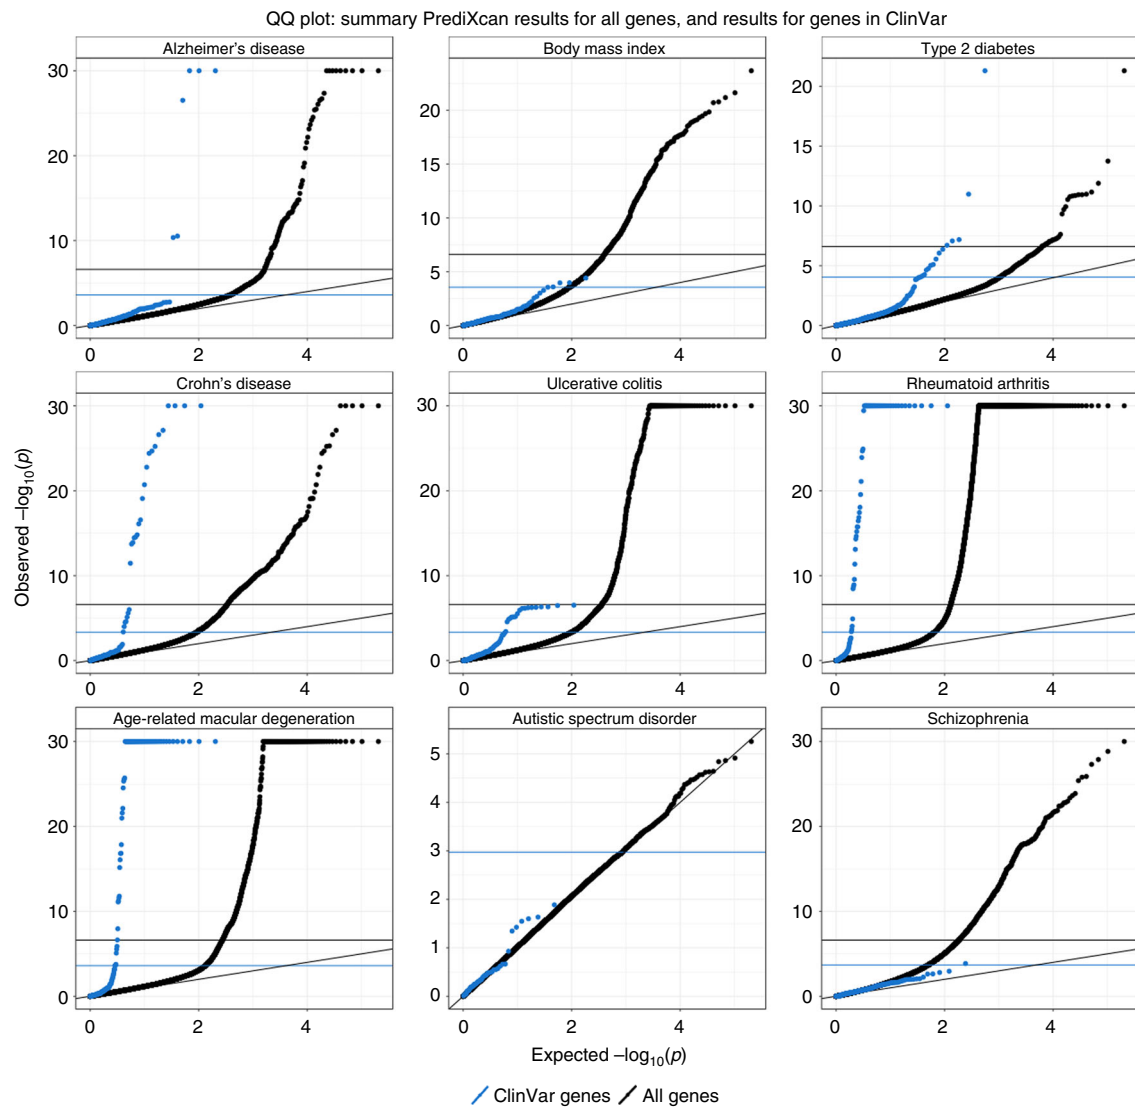 QQ plot: summary PrediXcan results for all genes, and results for genes in ClinVar
Alzheimer’s disease
Body mass index
Type 2 diabetes
30
20
10
0
0 2 4
20
15
10
5
0
0 2 4
20
15
10
5
0
0 2 4
Crohn’s disease
Ulcerative colitis
Rheumatoid arthritis
30
20
10
0
0 2 4
30
20
10
0
0 2 4
30
20
10
0
0 2 4
Observed –log10(p)
Age-related macular degeneration
Autistic spectrum disorder
Schizophrenia
30
20
10
0
0 2 4
5
4
3
2
1
0
0 2 4
30
20
10
0
0 2 4
Expected –log10(p)
ClinVar genes All genes